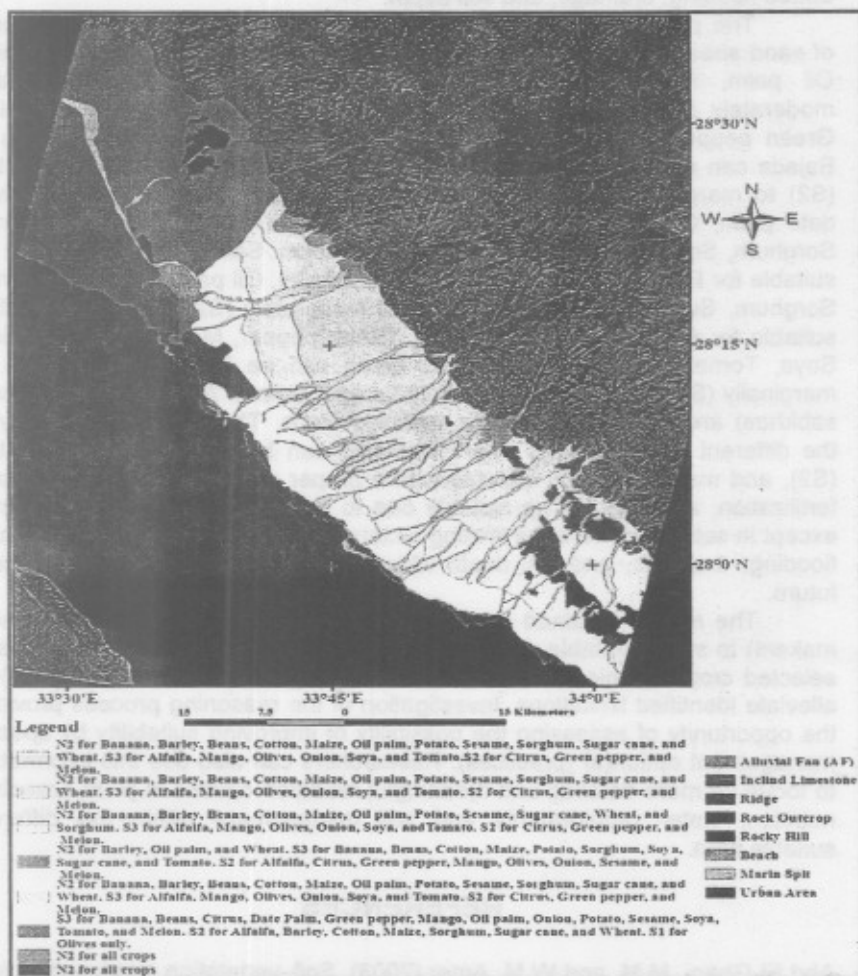 28°30'N
N
W E
S
28°15'N
28°0'N
33°30'E 33°45'E 34°0'E
15 7.5 0 15 Kilometers
Legend
N2 for Banana, Barley, Beans, Cotton, Maize, Oil palm, Potato, Sesame, Sorghum, Sugar cane, and
Wheat. S3 for Alfalfa, Mango, Olives, Onion, Soya, and Tomato. S2 for Citrus, Green pepper, and
Melon.
N2 for Banana, Barley, Beans, Cotton, Maize, Oil palm, Potato, Sesame, Sorghum, Sugar cane, and
Wheat. S3 for Alfalfa, Mango, Olives, Onion, Soya, and Tomato. S2 for Citrus, Green pepper, and
Melon.
N2 for Banana, Barley, Beans, Cotton, Maize, Oil palm, Potato, Sesame, Sugar cane, Wheat, and
Sorghum. S3 for Alfalfa, Mango, Olives, Onion, Soya, and Tomato. S2 for Citrus, Green pepper, and
Melon.
N2 for Barley, Oil palm, and Wheat. S3 for Banana, Beans, Cotton, Maize, Potato, Sorghum, Soya,
Sugar cane, and Tomato. S2 for Alfalfa, Citrus, Green pepper, Mango, Olives, Onion, Sesame, and
Melon.
N2 for Banana, Barley, Beans, Cotton, Maize, Oil palm, Potato, Sesame, Sorghum, Sugar cane, and
Wheat. S3 for Alfalfa, Mango, Olives, Onion, Soya, and Tomato. S2 for Citrus, Green pepper, and
Melon.
S3 for Banana, Beans, Citrus, Date Palm, Green pepper, Mango, Oil palm, Onion, Potato, Sesame, Soya,
Tomato, and Melon. S2 for Alfalfa, Barley, Cotton, Maize, Sorghum, Sugar cane, and Wheat. S1 for
Olives only.
N2 for all crops
N2 for all crops
Alluvial Fan (AF)
Inclind Limestone
Ridge
Rock Outcrop
Rocky Hill
Beach
Marin Spit
Urban Area